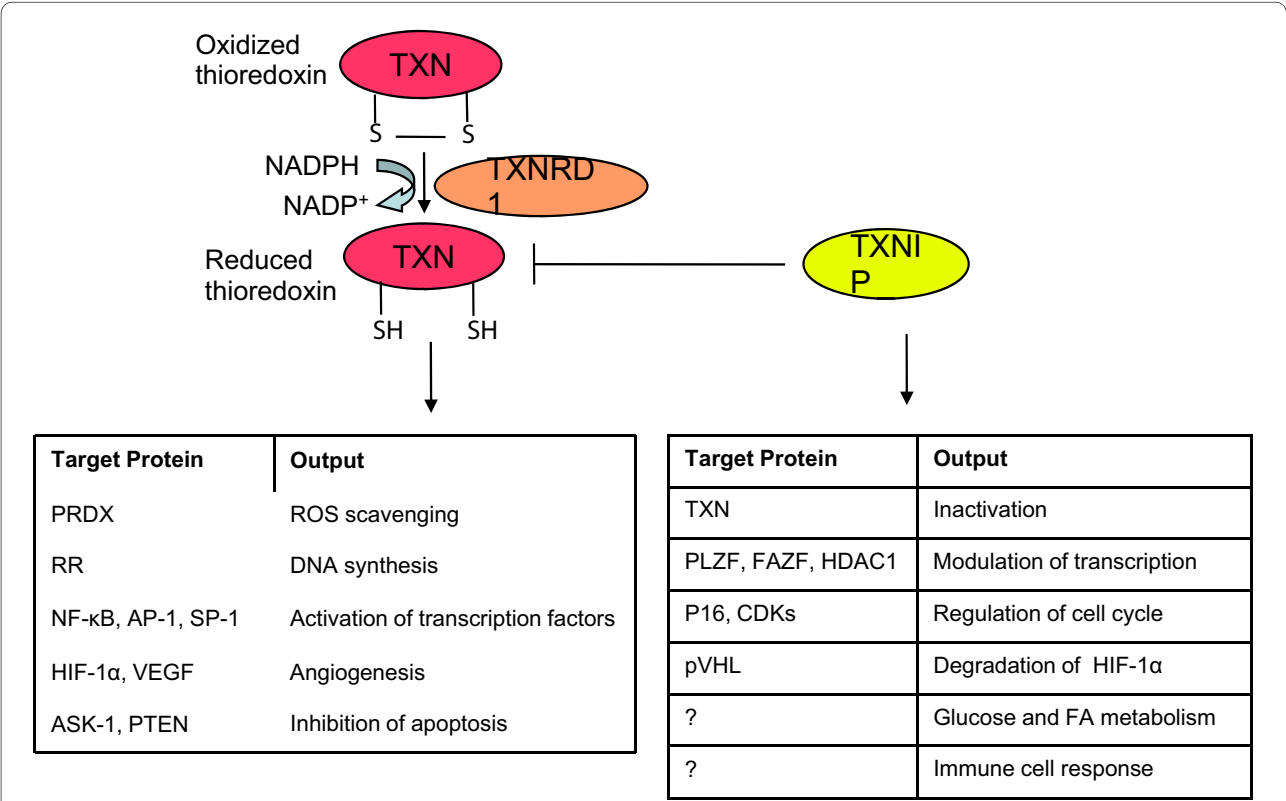 Oxidized
thioredoxin
TXN
S
S
NADPH
NADP⁺
TXNRD
1
Reduced
thioredoxin
TXN
SH
SH
TXNI
P
Target Protein Output
PRDX ROS scavenging
RR DNA synthesis
NF-κB, AP-1, SP-1 Activation of transcription factors
HIF-1α, VEGF Angiogenesis
ASK-1, PTEN Inhibition of apoptosis
Target Protein Output
TXN Inactivation
PLZF, FAZF, HDAC1 Modulation of transcription
P16, CDKs Regulation of cell cycle
pVHL Degradation of HIF-1α
? Glucose and FA metabolism
? Immune cell response